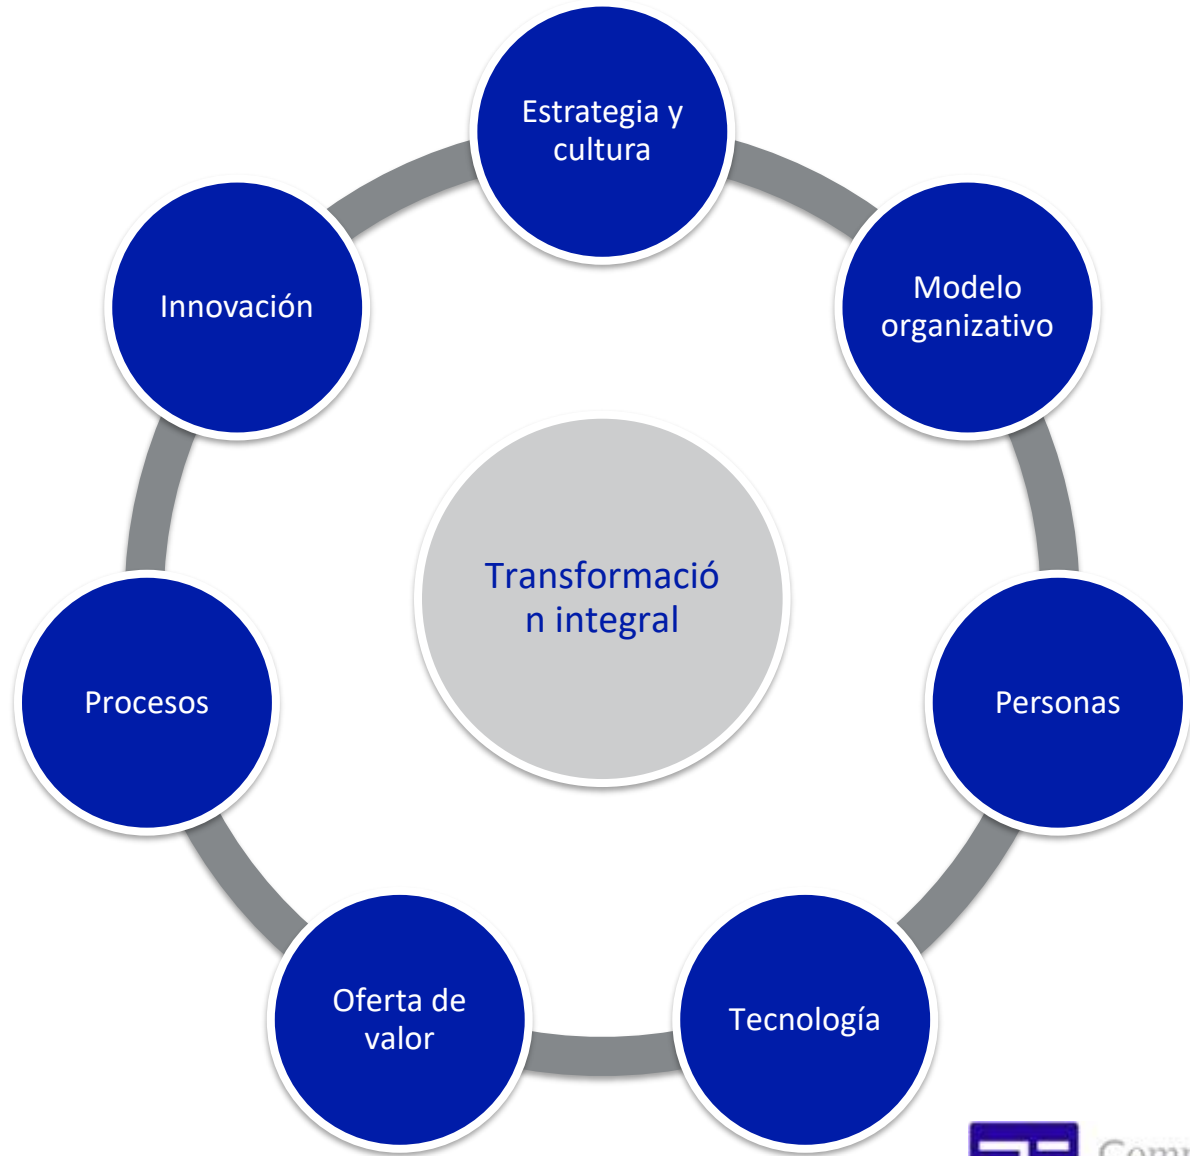 Estrategia y
cultura
Modelo
organizativo
Personas
Tecnología
Oferta de
valor
Procesos
Innovación
Transformació
n integral